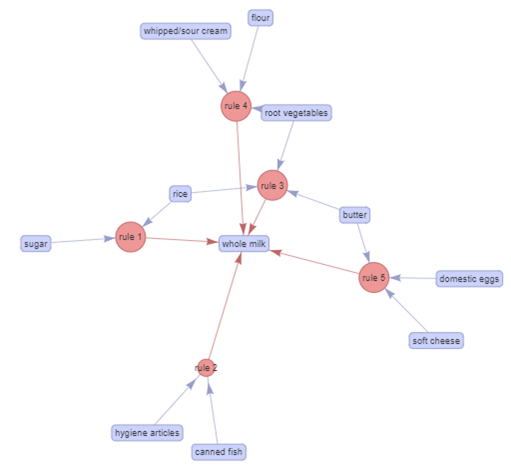 flour
whipped/sour cream
rule 4
root vegetables
rule 3
rice
butter
rule 1
sugar
whole milk
rule 5
domestic eggs
soft cheese
rule 2
hygiene articles
canned fish